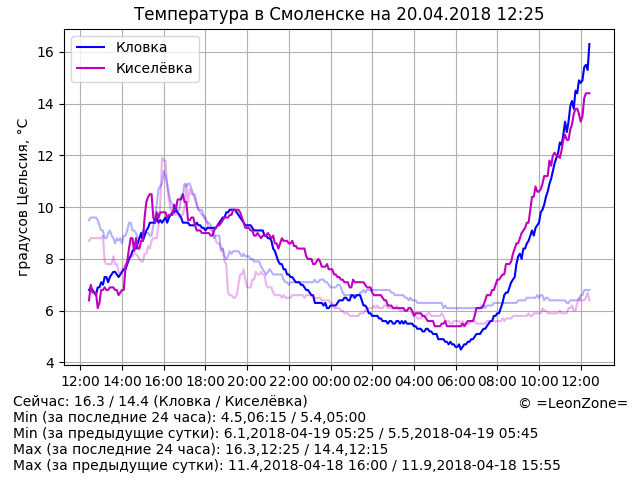 Температура в Смоленске на 20.04.2018 12:25
Кловка
Киселёвка
градусов Цельсия, °C
16
14
12
10
8
6
4
12:00 14:00 16:00 18:00 20:00 22:00 00:00 02:00 04:00 06:00 08:00 10:00 12:00
Сейчас: 16.3 / 14.4 (Кловка / Киселёвка)
© =LeonZone=
Min (за последние 24 часа): 4.5,06:15 / 5.4,05:00
Min (за предыдущие сутки): 6.1,2018-04-19 05:25 / 5.5,2018-04-19 05:45
Max (за последние 24 часа): 16.3,12:25 / 14.4,12:15
Max (за предыдущие сутки): 11.4,2018-04-18 16:00 / 11.9,2018-04-18 15:55